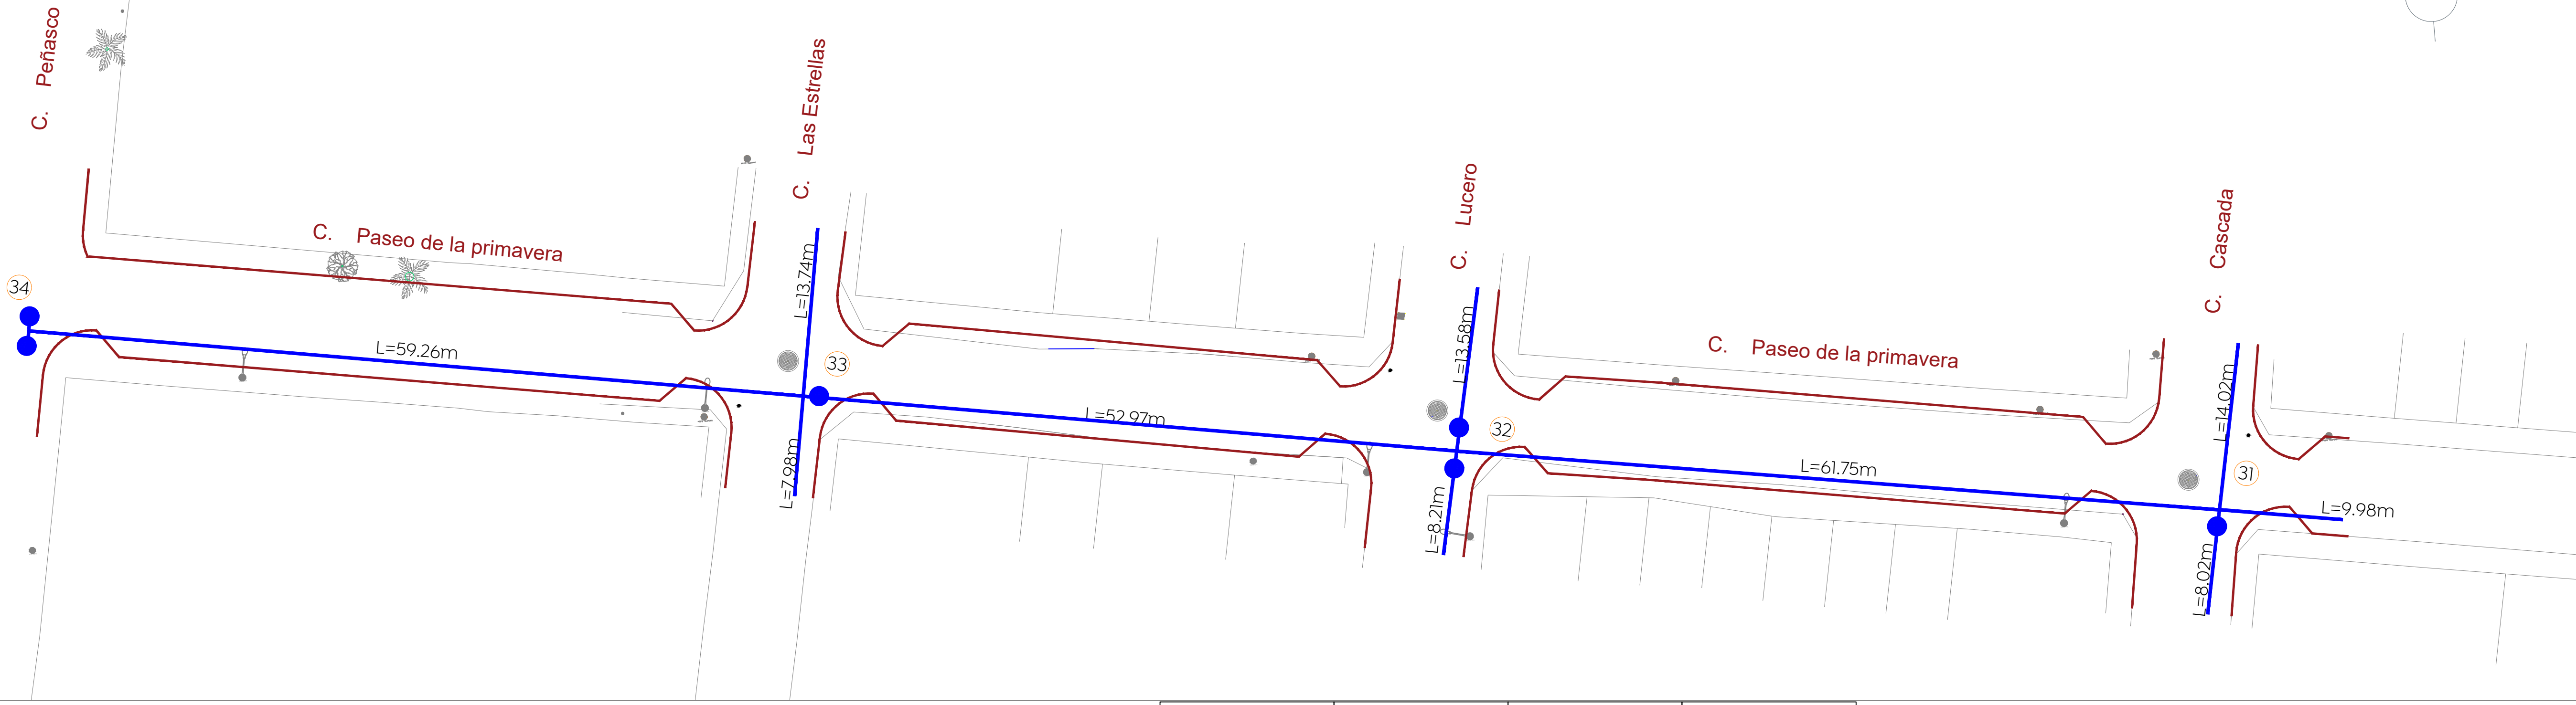 C. Peñasco
C. Las Estrellas
C. Lucero
C. Cascada
C. Paseo de la primavera
C. Paseo de la primavera
34
L=59.26m
L=13.74m
33
L=7.98m
L=52.97m
L=13.58m
32
L=8.21m
L=61.75m
L=14.02m
31
L=9.98m
L=8.02m